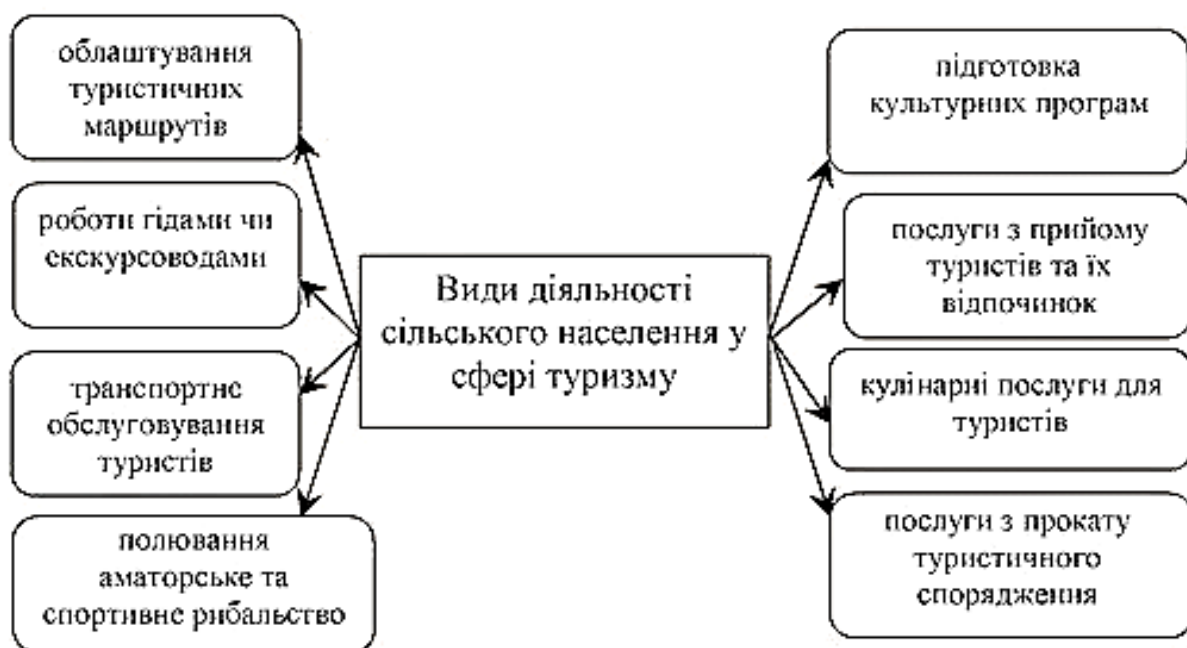 облаштування
туристичних
маршрутів
роботи гідами чи
екскурсоводами
транспортне
обслуговування
туристів
полювання
аматорське та
спортивне рибальство
Види діяльності
сільського населення у
сфері туризму
підготовка
культурних програм
послуги з прийому
туристів та їх
відпочинок
кулінарні послуги для
туристів
послуги з прокату
туристичного
спорядження